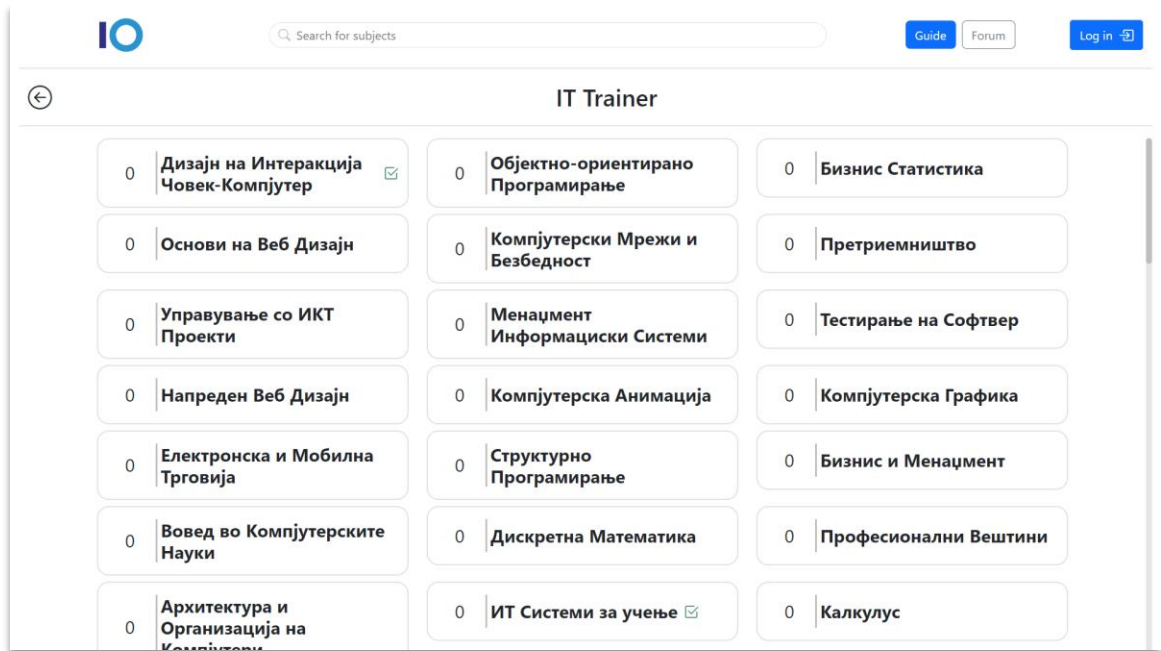 IO
Search for subjects
Guide
Forum
Log in
IT Trainer
0
Дизајн на Интеракција
Човек-Компјутер
0
Објектно-ориентирано
Програмирање
0
Бизнис Статистика
0
Основи на Веб Дизајн
0
Компјутерски Мрежи и
Безбедност
0
Претриемништво
0
Управување со ИКТ
Проекти
0
Менаџмент
Информациски Системи
0
Тестирање на Софтвер
0
Напреден Веб Дизајн
0
Компјутерска Анимација
0
Компјутерска Графика
0
Електронска и Мобилна
Трговија
0
Структурно
Програмирање
0
Бизнис и Менаџмент
0
Вовед во Компјутерските
Науки
0
Дискретна Математика
0
Професионални Вештини
0
Архитектура и
Организација на
Компјутери
0
ИТ Системи за учење
0
Калкулус